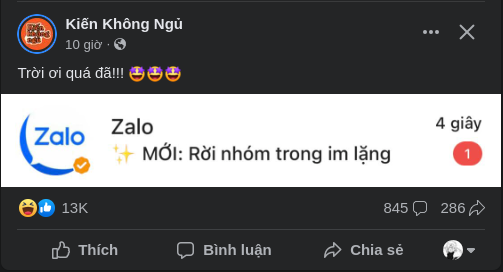 Kiến Không Ngủ
10 giờ ·
Trời ơi quá đã!!! 🤩🤩🤩
Zalo
Zalo
4 giây
✨ MỚI: Rời nhóm trong im lặng
1
13K
845
286
Thích
Bình luận
Chia sẻ